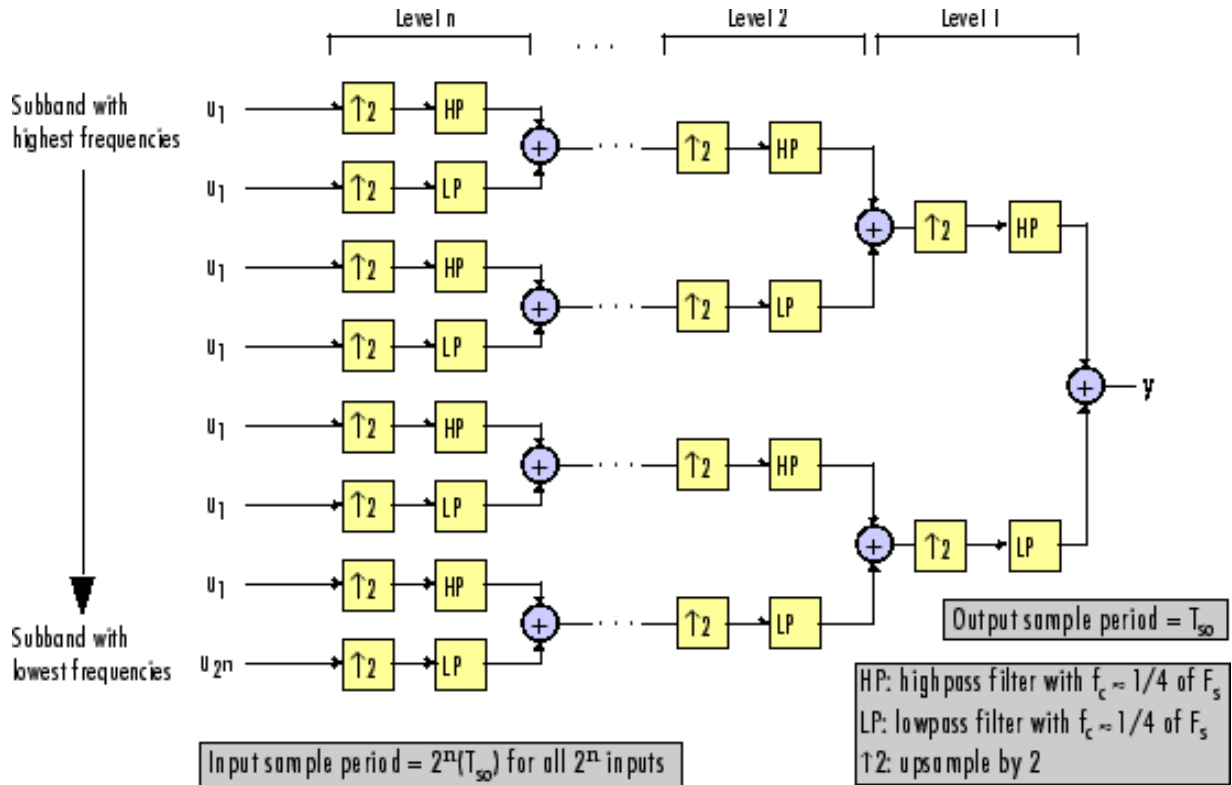 Level n . . . . Level 2 Level 1
Subband with
highest frequencies
u₁ ↑2 HP
+ . . . ↑2 HP
u₁ ↑2 LP
+ ↑2 HP
u₁ ↑2 HP
+ . . . ↑2 LP
u₁ ↑2 LP
+ y
u₁ ↑2 HP
+ . . . ↑2 HP
u₁ ↑2 LP
+ ↑2 LP
u₁ ↑2 HP
+ . . . ↑2 LP
Subband with
lowest frequencies
u₂ₙ ↑2 LP
Output sample period = Tₛₒ
HP: highpass filter with f_c ≈ 1/4 of Fₛ
LP: lowpass filter with f_c ≈ 1/4 of Fₛ
↑2: upsample by 2
Input sample period = 2ⁿ(Tₛₒ) for all 2ⁿ inputs